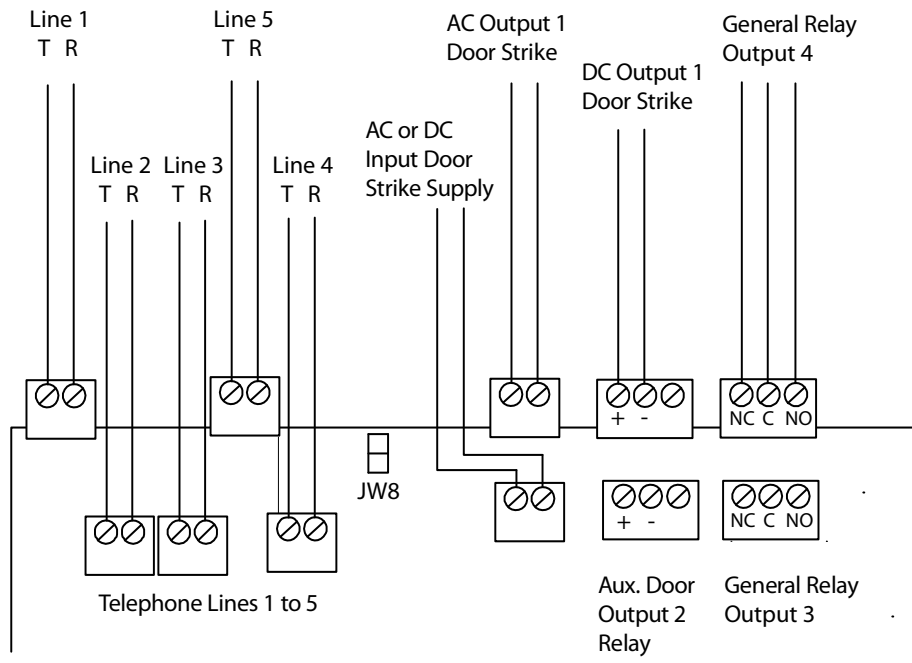 Line 1
T R
Line 5
T R
AC Output 1
Door Strike
General Relay
Output 4
DC Output 1
Door Strike
AC or DC
Input Door
Strike Supply
Line 2
T R
Line 3
T R
Line 4
T R
+ -
NC C NO
JW8
+ -
NC C NO
Telephone Lines 1 to 5
Aux. Door
Output 2
Relay
General Relay
Output 3